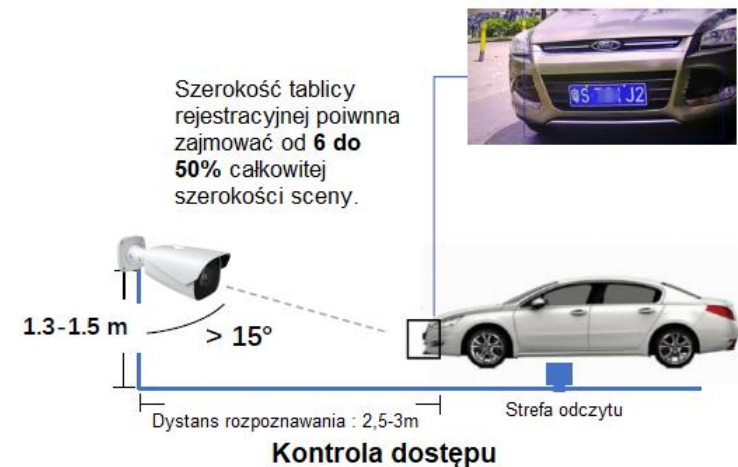 Szerokość tablicy
rejestracyjnej poiwnna
zajmować od 6 do
50% całkowitej
szerokości sceny.
1.3-1.5 m
> 15°
Dystans rozpoznawania : 2,5-3m
Strefa odczytu
Kontrola dostępu